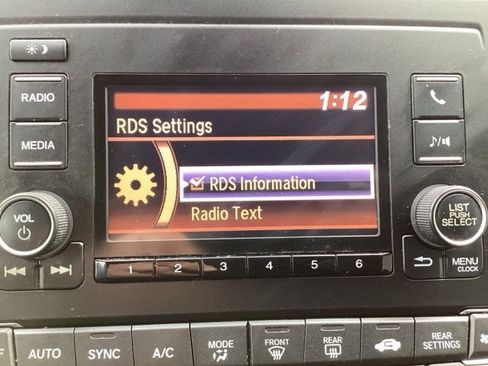 1:12
RADIO
RDS Settings
MEDIA
RDS Information
Radio Text
VOL
LIST
PUSH
SELECT
MENU
CLOCK
1 2 3 4 5 6
AUTO
SYNC
A/C
MODE
FRONT
REAR
REAR
SETTINGS